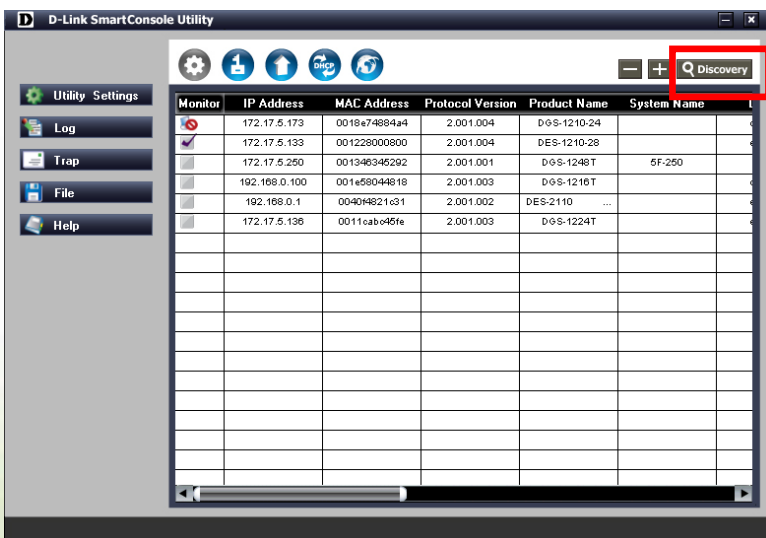 D D-Link SmartConsole Utility
1 DHCP Discovery
Utility Settings
Log
Trap
File
Help
Monitor IP Address MAC Address Protocol Version Product Name System Name
172.17.5.173 0018e74884a4 2.001.004 DGS-1210-24
172.17.5.133 001228000800 2.001.004 DES-1210-28
172.17.5.250 001346345292 2.001.001 DGS-1248T 5F-250
192.168.0.100 001e58044818 2.001.003 DGS-1216T
192.168.0.1 0040f4821c31 2.001.002 DES-2110 ...
172.17.5.136 0011cabc45fe 2.001.003 DGS-1224T